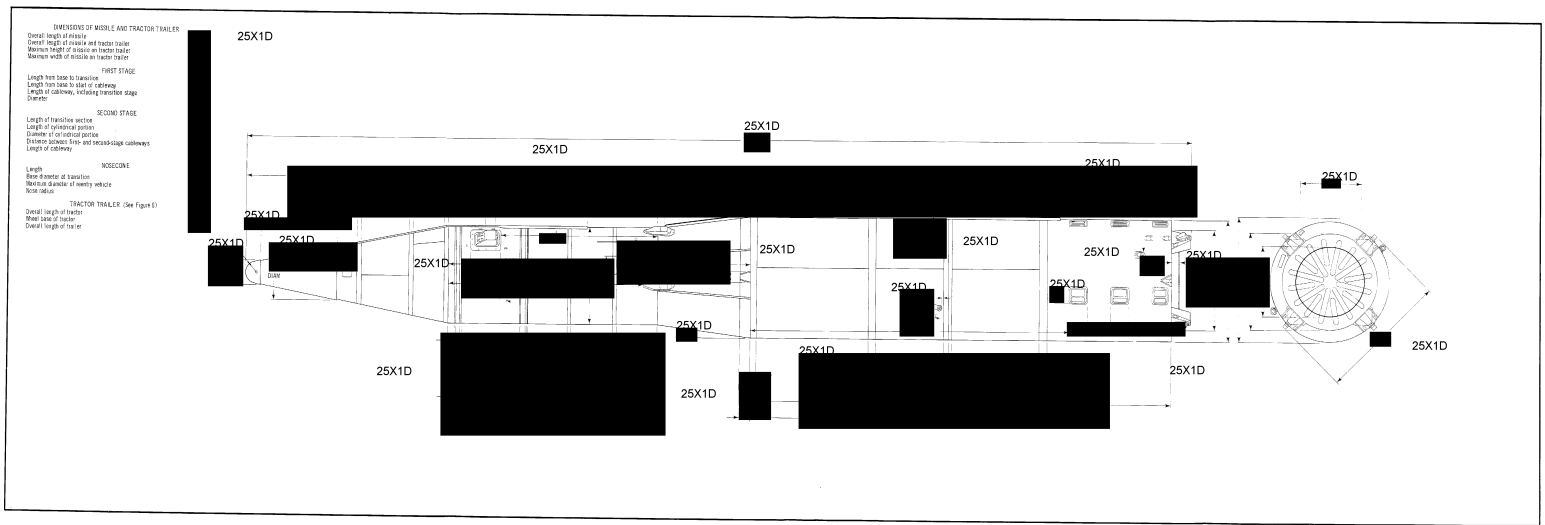 DIMENSIONS OF MISSILE AND TRACTOR TRAILER
Overall length of missile
Overall length of missile and tractor trailer
Maximum height of missile on tractor trailer
Maximum width of missile on tractor trailer
FIRST STAGE
Length from base to transition
Length from base to start of cableway
Length of cableway, including transition stage
Diameter
SECOND STAGE
Length of transition section
Length of cylindrical portion
Diameter of cylindrical portion
Distance between first- and second-stage cableways
Length of cableway
NOSECONE
Length
Base diameter at transition
Maximum diameter of reentry vehicle
Nose radius
TRACTOR TRAILER (See Figure 6)
Overall length of tractor
Wheel base of tractor
Overall length of trailer
25X1D
25X1D
25X1D
25X1D
25X1D
25X1D
25X1D
25X1D
25X1D
25X1D
25X1D
25X1D
25X1D
DIAM
25X1D
25X1D
25X1D
25X1D
25X1D
25X1D
25X1D
25X1D